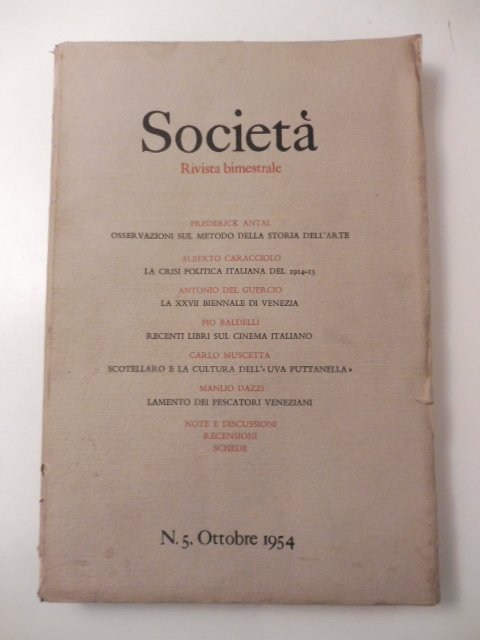 Società
Rivista bimestrale
FREDERICK ANTAL
OSSERVAZIONI SUL METODO DELLA STORIA DELL'ARTE
ALBERTO CARACCIOLO
LA CRISI POLITICA ITALIANA DEL 1914-15
ANTONIO DEL GUERCIO
LA XXVII BIENNALE DI VENEZIA
PIO BALDELLI
RECENTI LIBRI SUL CINEMA ITALIANO
CARLO MUSCETTA
SCOTELLARO E LA CULTURA DELL'« UVA PUTTANELLA »
MANLIO DAZZI
LAMENTO DEI PESCATORI VENEZIANI
NOTE E DISCUSSIONI
RECENSIONI
SCHEDE
N. 5, Ottobre 1954